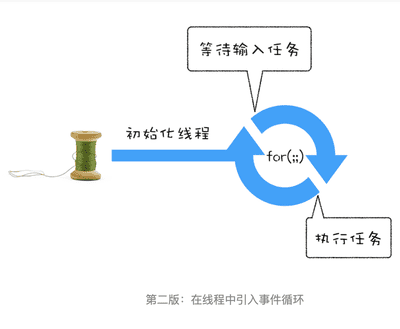 等待输入任务
初始化线程
for(;;)
执行任务
第二版：在线程中引入事件循环